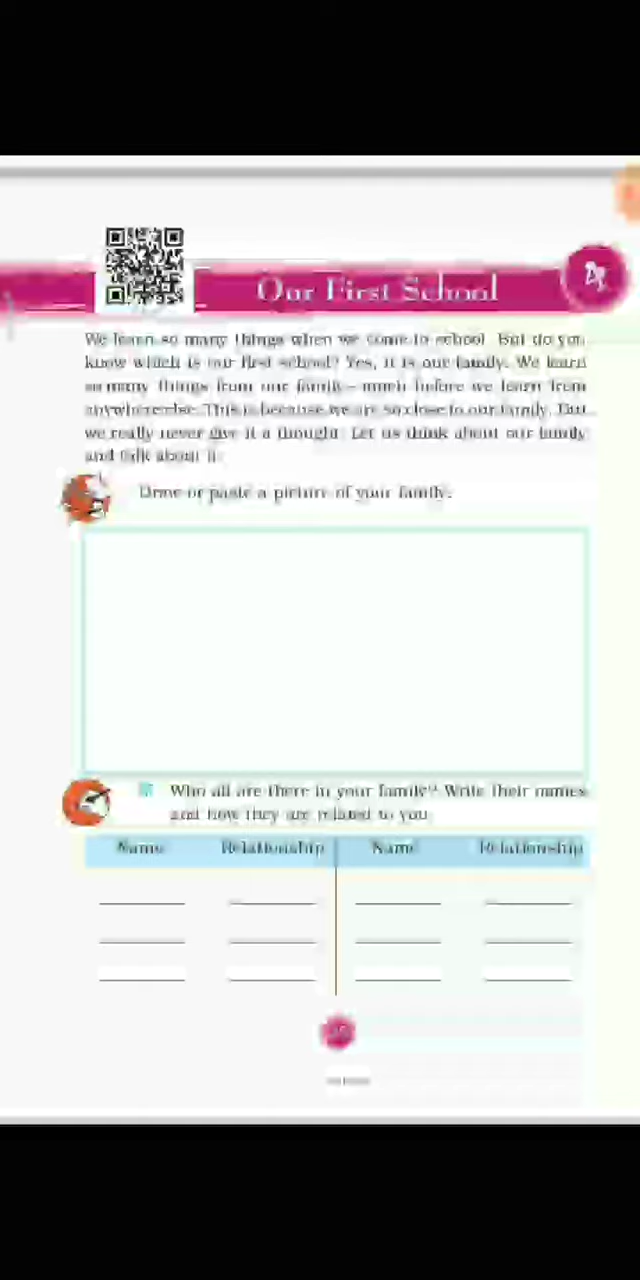 Our First School
We learn so many things when we come to school. But do you
know which is our first school? Yes, it is our family. We learn
so many things from our family – much before we learn from
anywhere else. This is because we are so close to our family. But
we really never give it a thought. Let us think about our family
and talk about it.
Draw or paste a picture of your family.
Who all are there in your family? Write their names
and how they are related to you.
Name Relationship Name Relationship